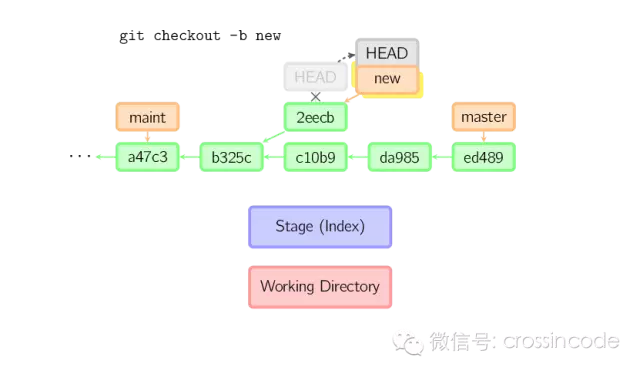 git checkout -b new
HEAD
HEAD
new
maint
2eecb
master
... a47c3
b325c
c10b9
da985
ed489
Stage (Index)
Working Directory
微信号: crossincode